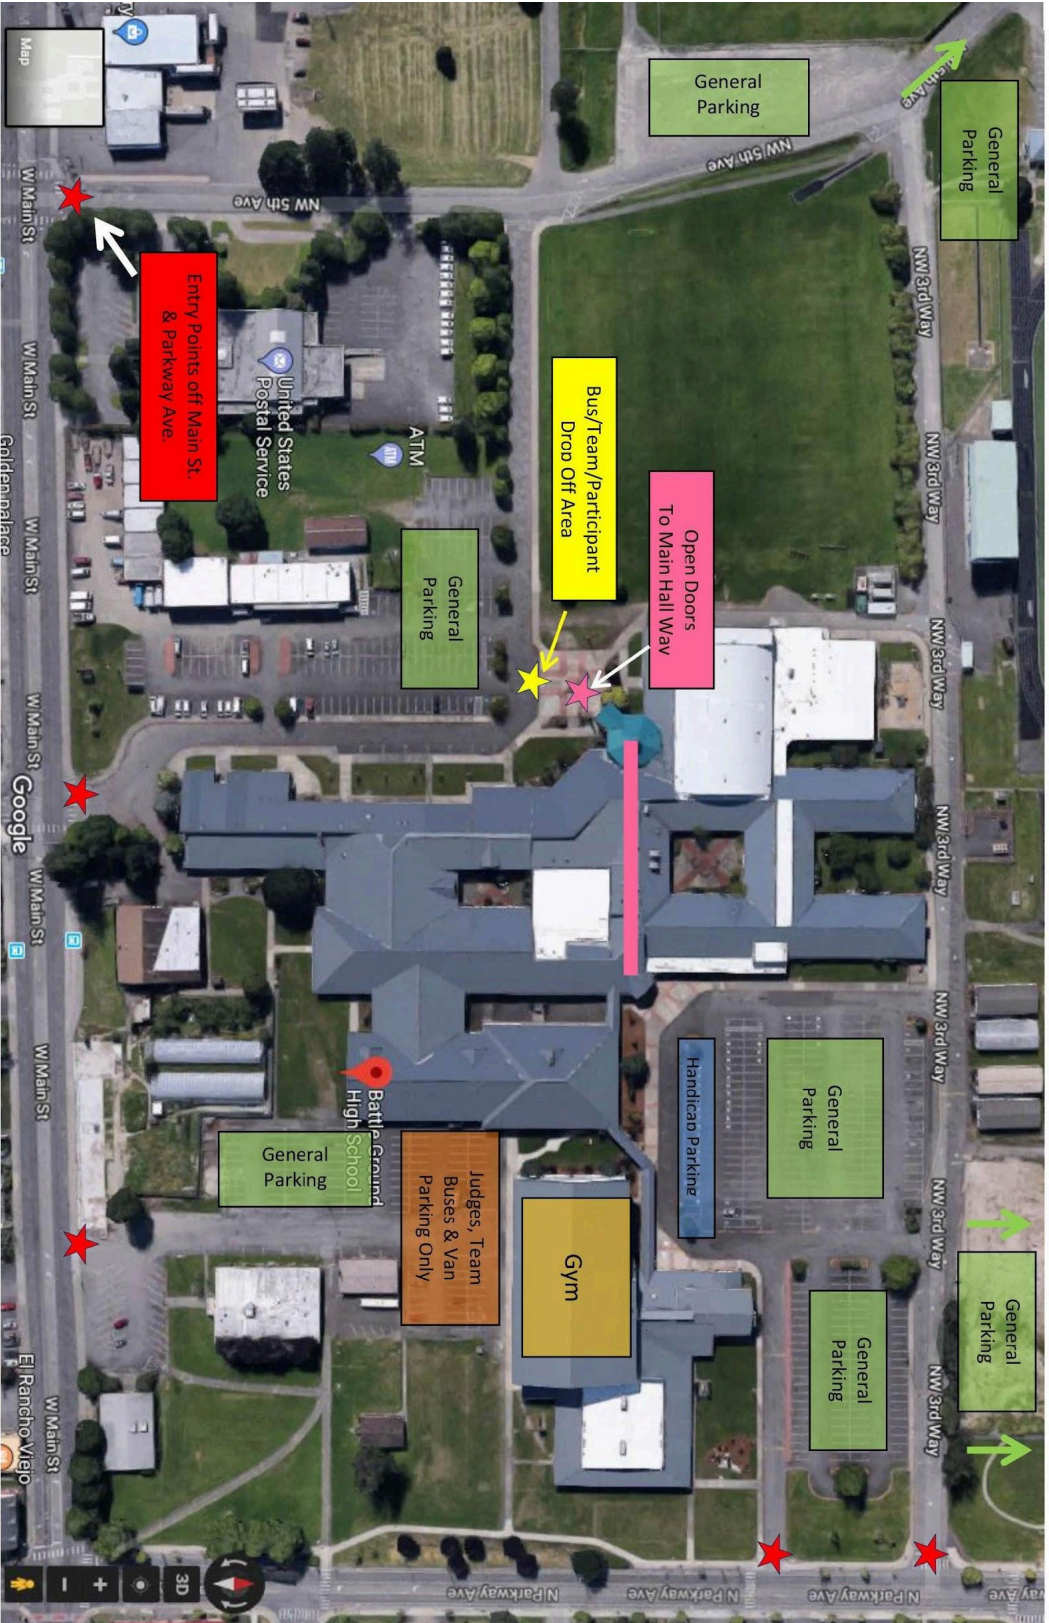 General
Parking
General
Parking
5th Ave
NW 5th Ave
NW 5th Ave
Map
Entry Points off Main St.
& Parkway Ave.
United States
Postal Service
ATM
ATM
Bus/Team/Participant
Drop Off Area
Open Doors
To Main Hall Way
General
Parking
NW 3rd Way
NW 3rd Way
NW 3rd Way
NW 3rd Way
NW 3rd Way
NW 3rd Way
NW 3rd Way
Handicap Parking
General
Parking
General
Parking
General
Parking
Battle Ground
High School
General
Parking
Judges, Team
Buses & Van
Parking Only
Gym
W Main St
W Main St
W Main St
W Main St
W Main St
W Main St
W Main St
Golden palace
Google
El Rancho Viejo
3D
N Parkway Ave
N Parkway Ave
N Parkway Ave